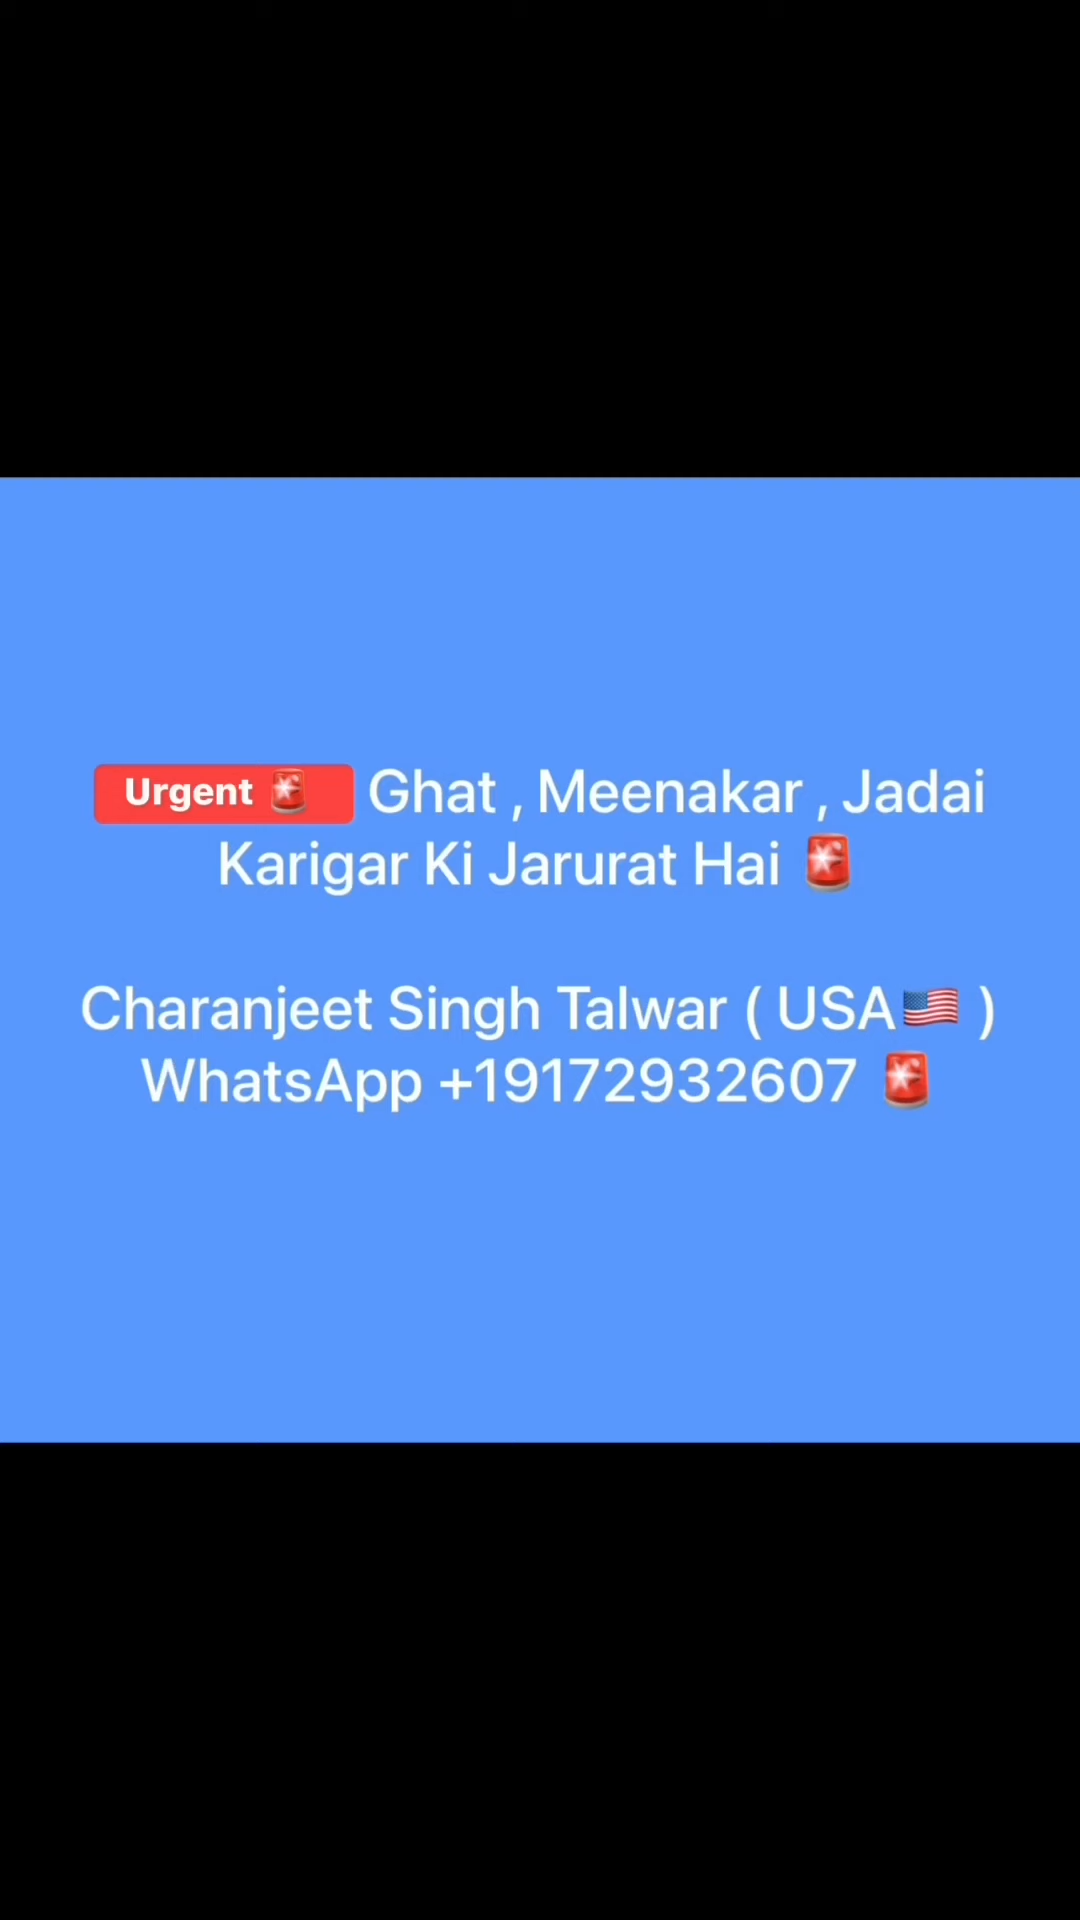 Urgent 🚨 Ghat , Meenakar , Jadai
Karigar Ki Jarurat Hai 🚨
Charanjeet Singh Talwar ( USA🇺🇸 )
WhatsApp +19172932607 🚨